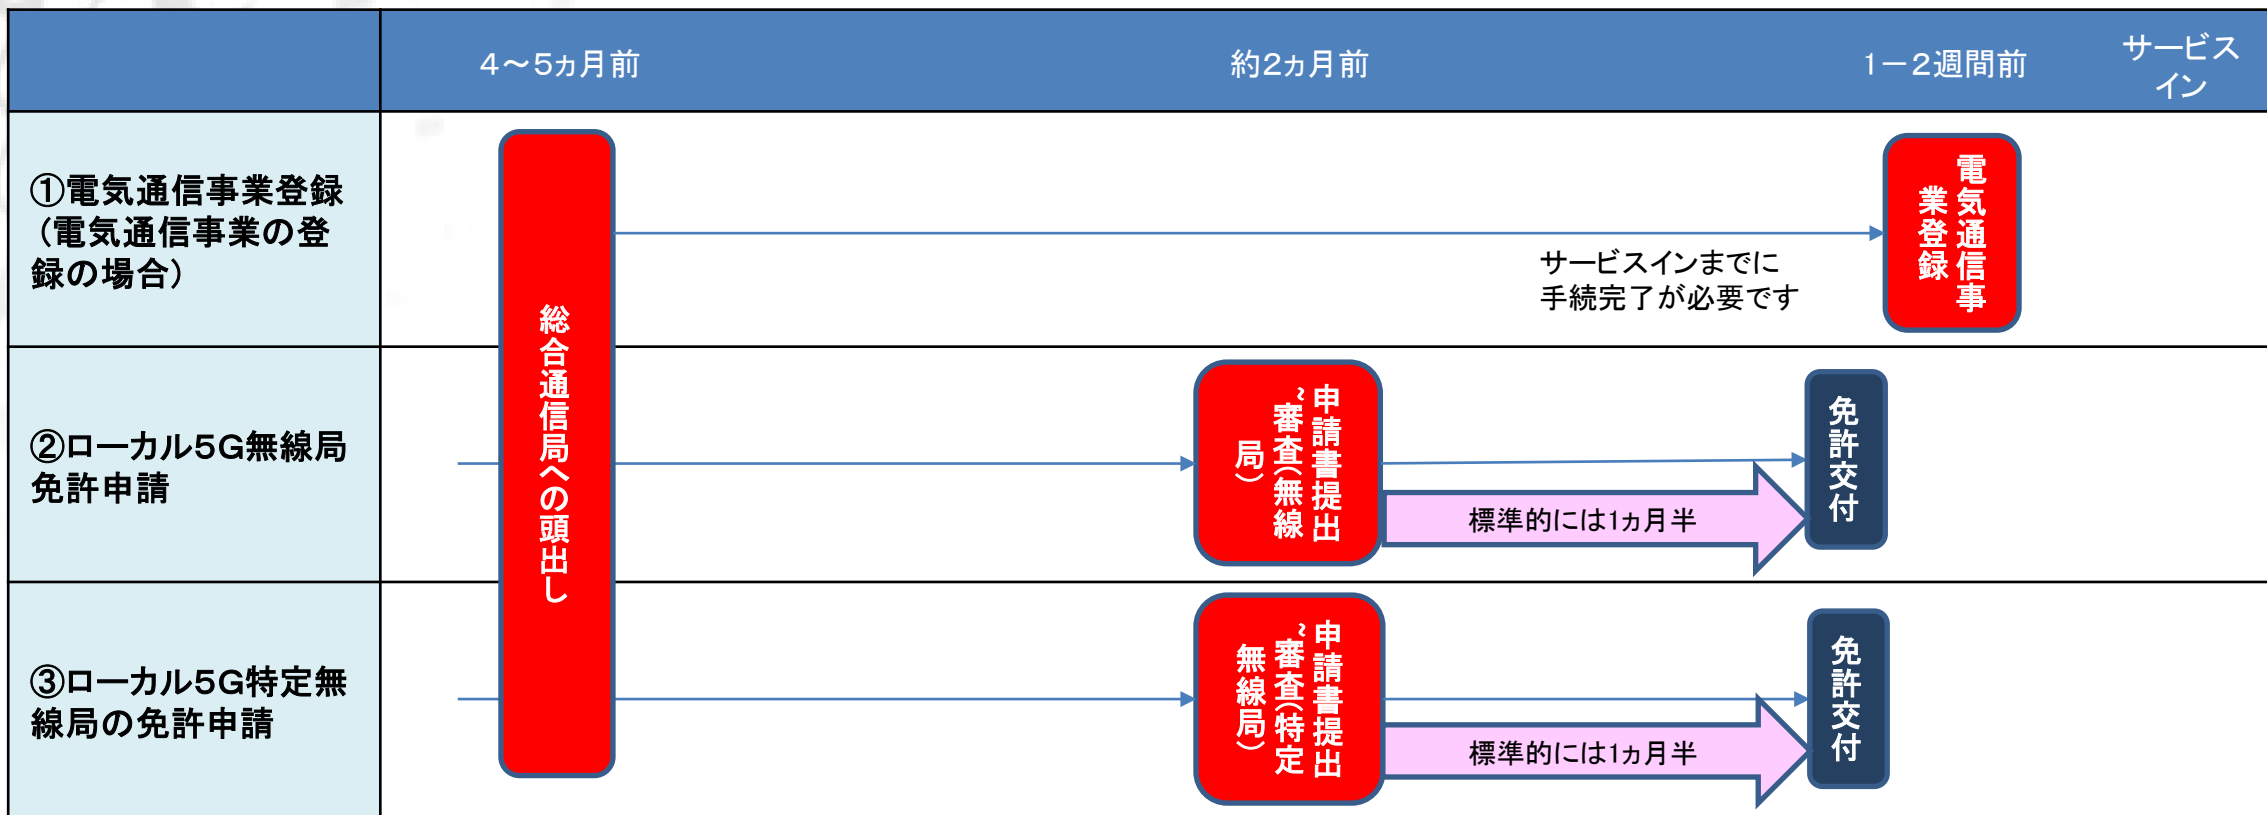 4～5ヵ月前
約2ヵ月前
1－2週間前
サービス
イン
①電気通信事業登録
（電気通信事業の登
録の場合）
総合通信局への頭出し
サービスインまでに
手続完了が必要です
電気通信事
業登録
②ローカル5G無線局
免許申請
申請書提出
～審査（無線
局）
標準的には1ヵ月半
免許交付
③ローカル5G特定無
線局の免許申請
申請書提出
～審査（特定
無線局）
標準的には1ヵ月半
免許交付